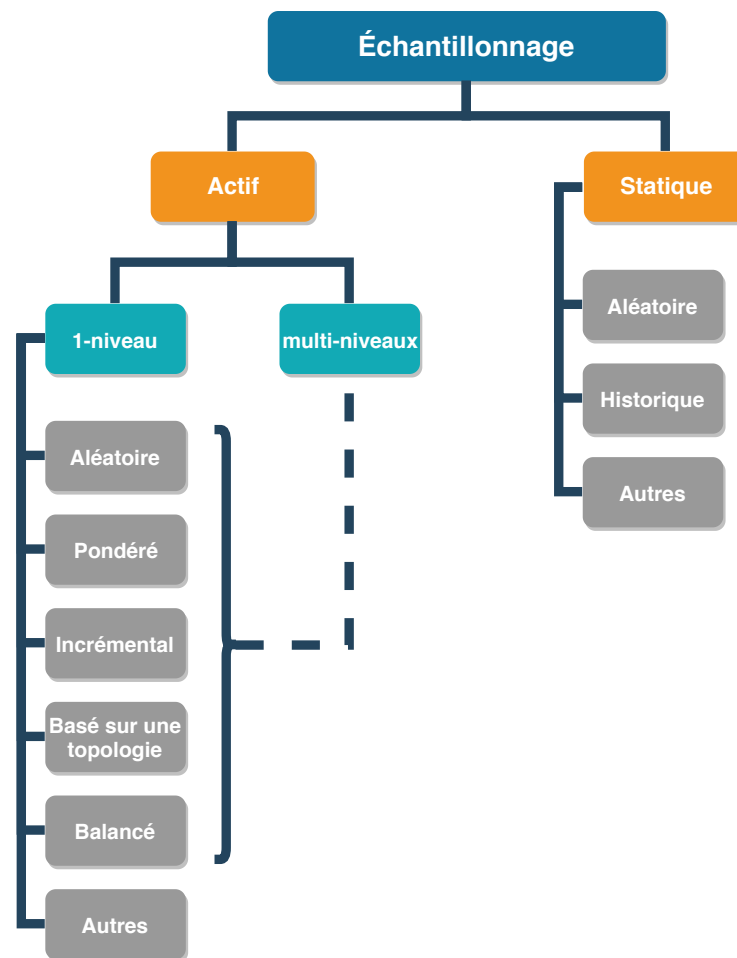 Échantillonnage
Actif
Statique
1-niveau
multi-niveaux
Aléatoire
Historique
Autres
Aléatoire
Pondéré
Incrémental
Basé sur une
topologie
Balancé
Autres